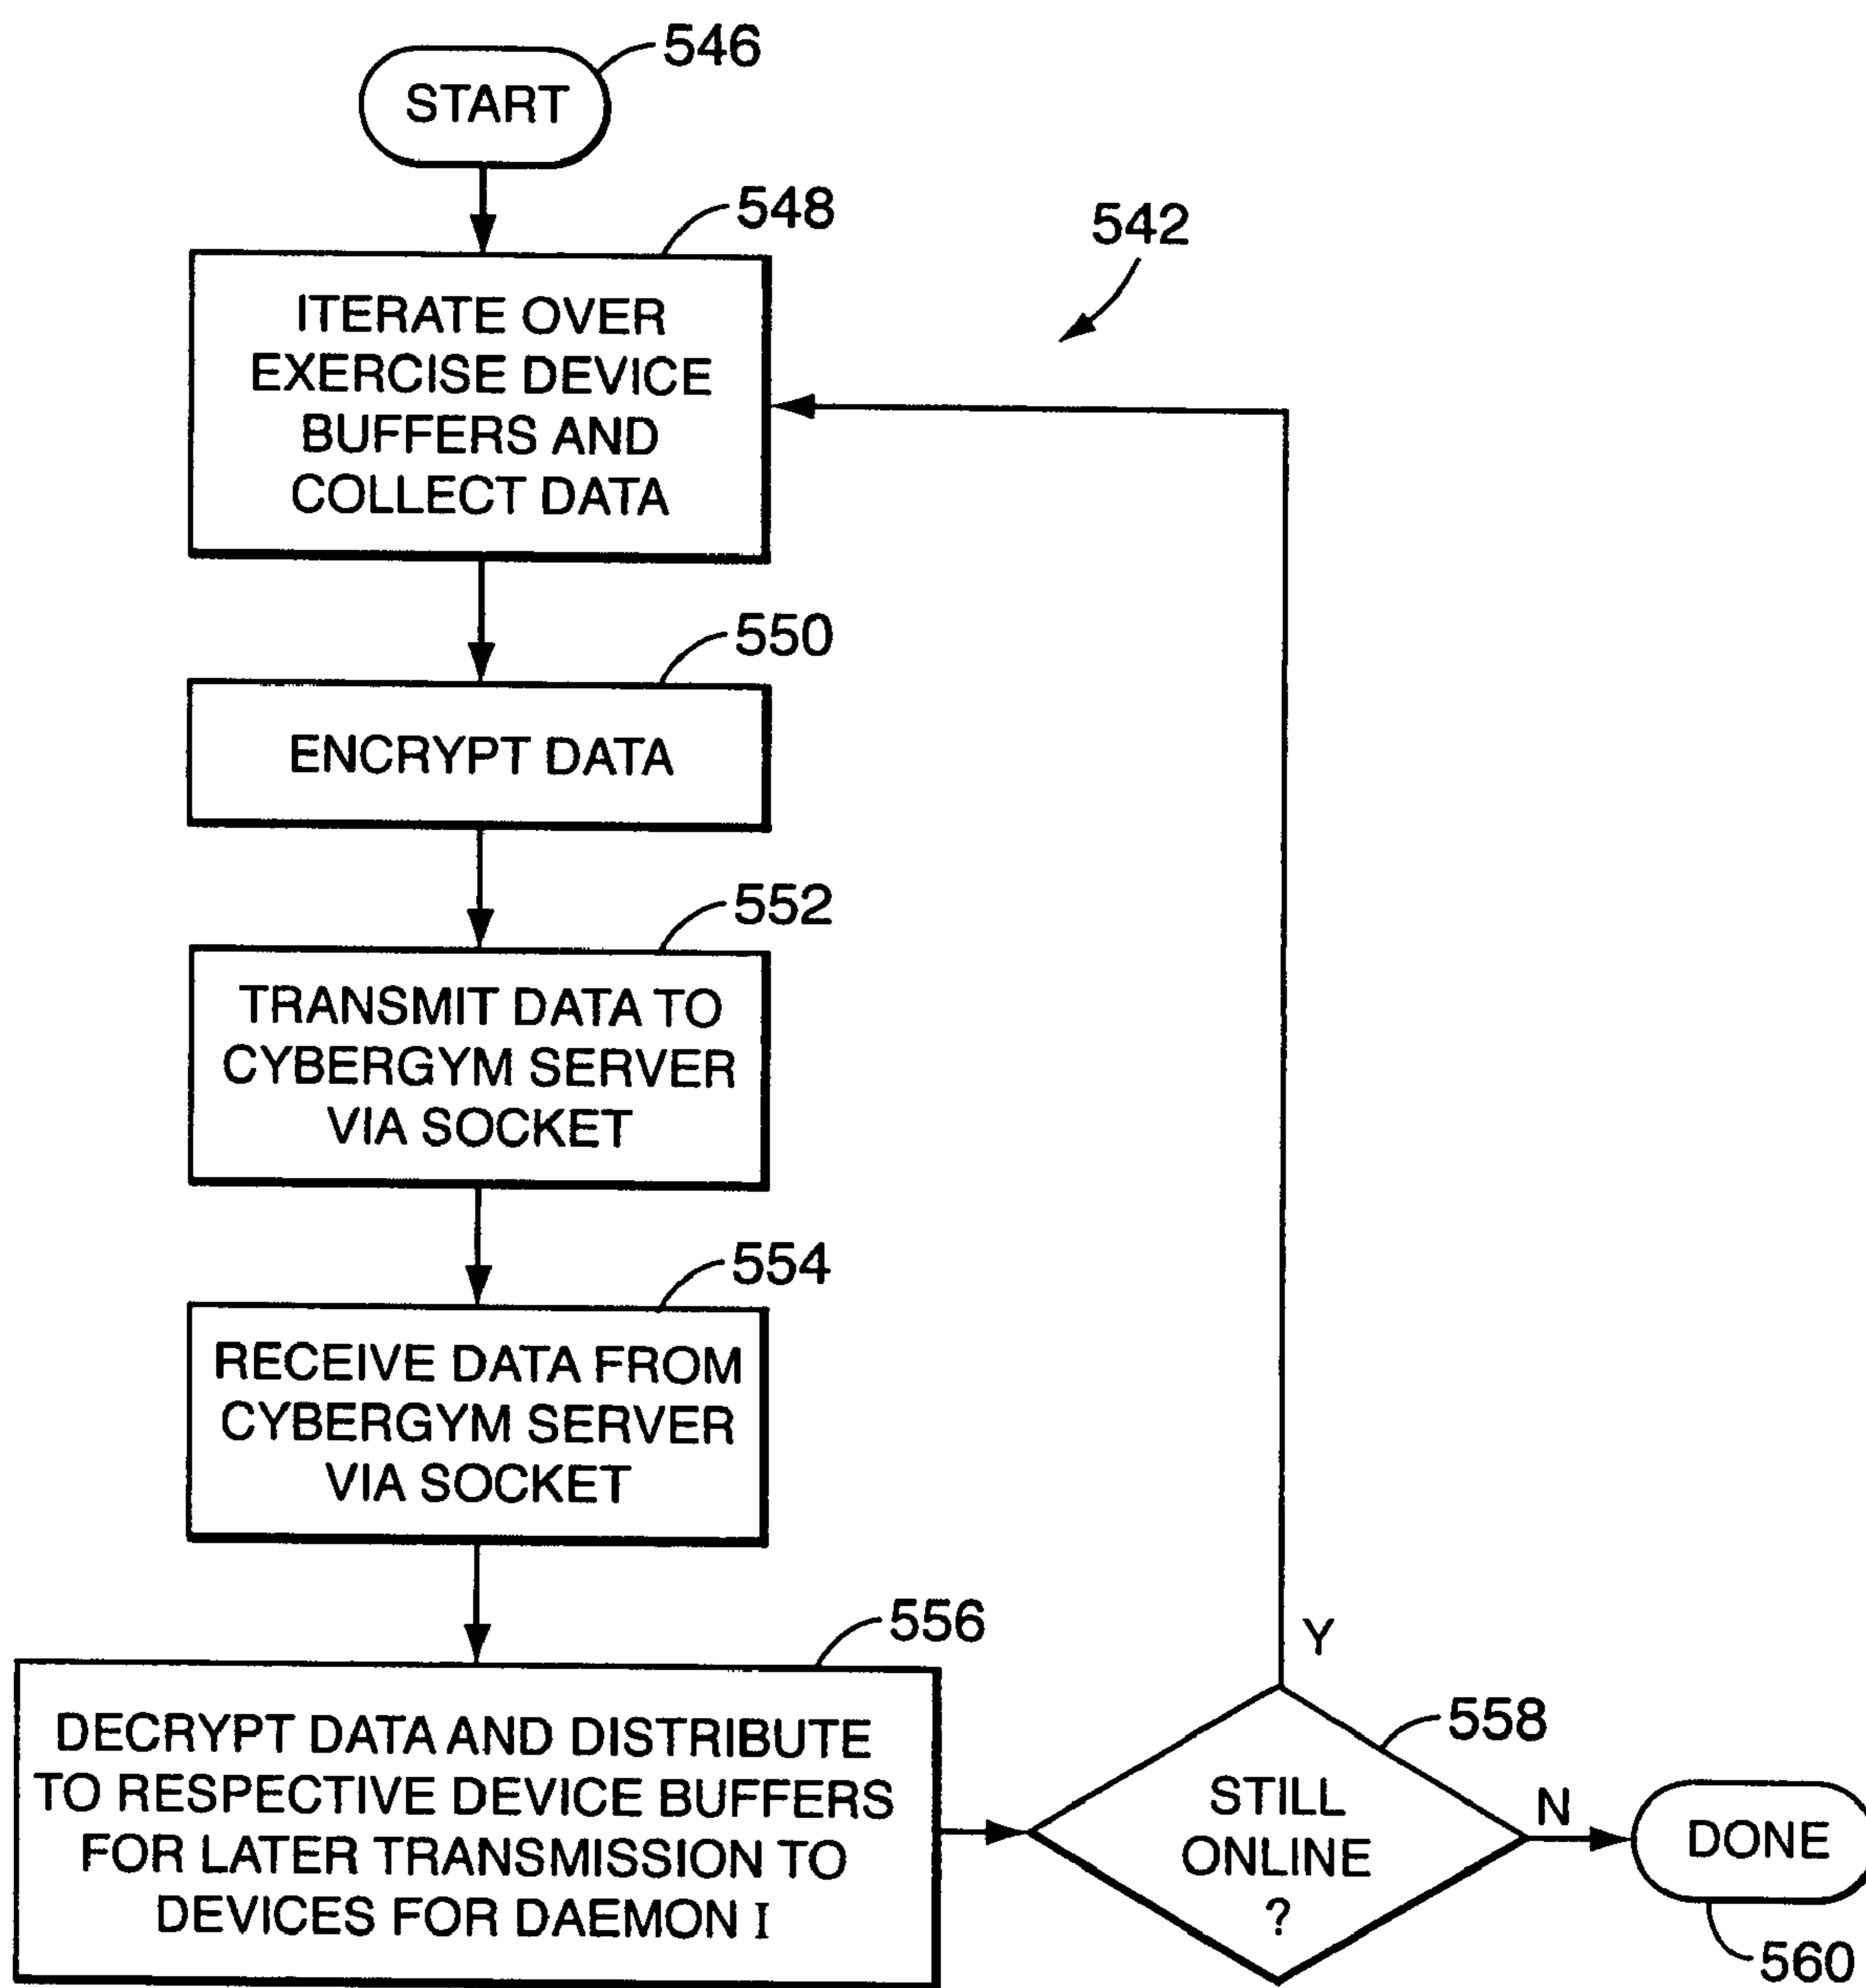 546
START
548
542
ITERATE OVER
EXERCISE DEVICE
BUFFERS AND
COLLECT DATA
550
ENCRYPT DATA
552
TRANSMIT DATA TO
CYBERGYM SERVER
VIA SOCKET
554
RECEIVE DATA FROM
CYBERGYM SERVER
VIA SOCKET
556
DECRYPT DATA AND DISTRIBUTE
TO RESPECTIVE DEVICE BUFFERS
FOR LATER TRANSMISSION TO
DEVICES FOR DAEMON I
Y
558
STILL
ONLINE
?
N
DONE
560